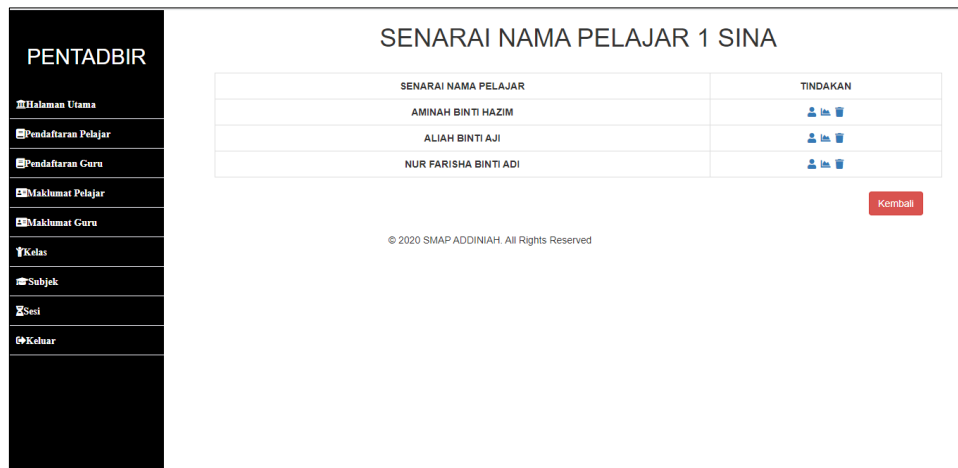 PENTADBIR
Halaman Utama
Pendaftaran Pelajar
Pendaftaran Guru
Maklumat Pelajar
Maklumat Guru
Kelas
Subjek
Sesi
Keluar
SENARAI NAMA PELAJAR 1 SINA
SENARAI NAMA PELAJAR TINDAKAN
AMINAH BINTI HAZIM
ALIAH BINTI AJI
NUR FARISHA BINTI ADI
Kembali
© 2020 SMAP ADDINIAH. All Rights Reserved